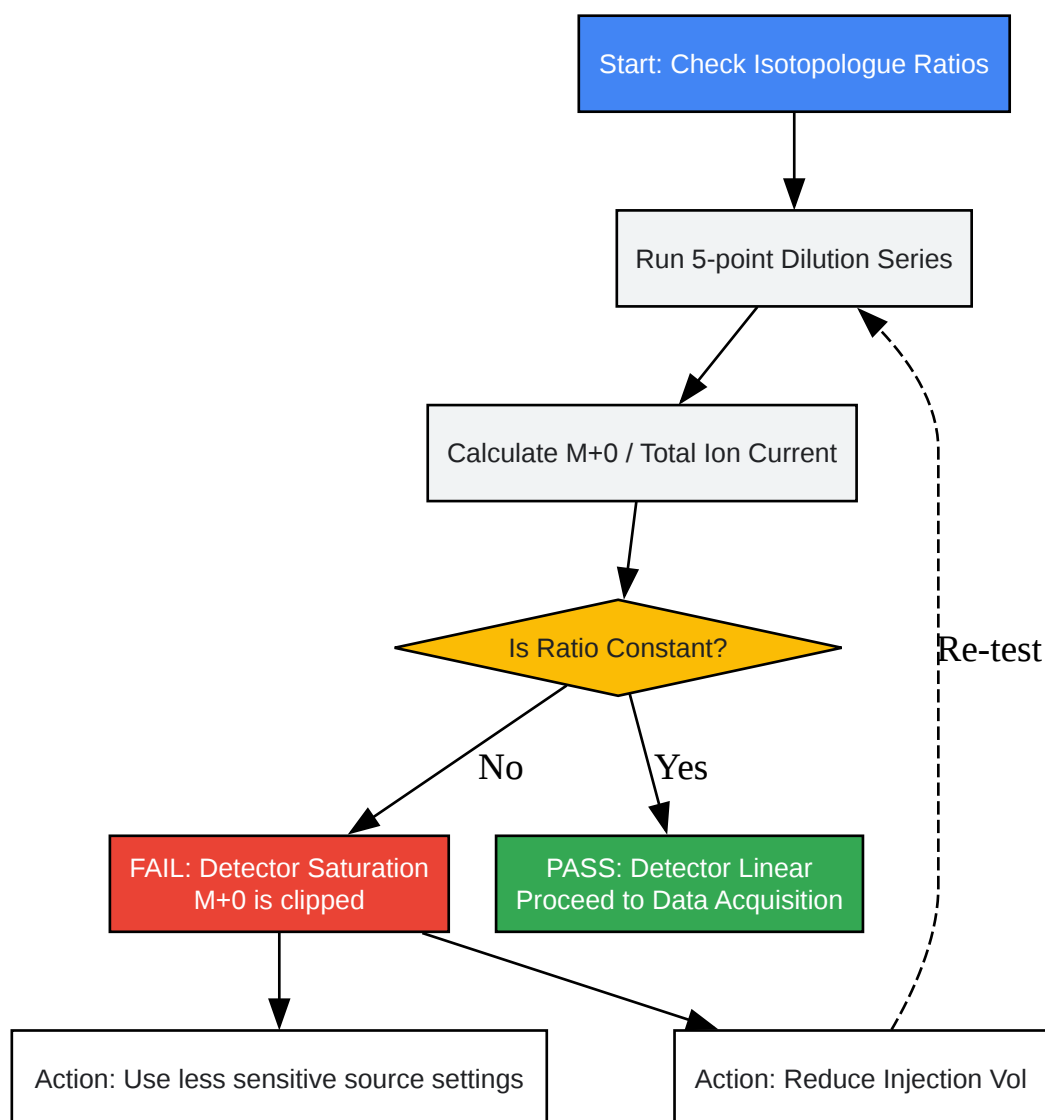 Start: Check Isotopologue Ratios
Run 5-point Dilution Series
Calculate M+0 / Total Ion Current
Is Ratio Constant?
Re-test
No
Yes
FAIL: Detector Saturation
M+0 is clipped
PASS: Detector Linear
Proceed to Data Acquisition
Action: Use less sensitive source settings
Action: Reduce Injection Vol